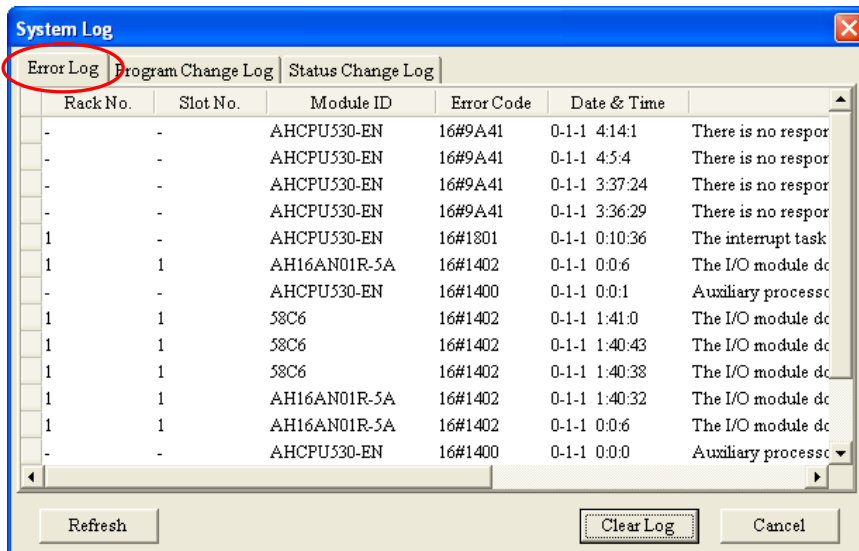 System Log
Error Log Program Change Log Status Change Log
Rack No. Slot No. Module ID Error Code Date & Time
- - AHCPU530-EN 16#9A41 0-1-1 4:14:1 There is no respor
- - AHCPU530-EN 16#9A41 0-1-1 4:5:4 There is no respor
- - AHCPU530-EN 16#9A41 0-1-1 3:37:24 There is no respor
- - AHCPU530-EN 16#9A41 0-1-1 3:36:29 There is no respor
1 - AHCPU530-EN 16#1801 0-1-1 0:10:36 The interrupt task
1 1 AH16AN01R-5A 16#1402 0-1-1 0:0:6 The I/O module do
- - AHCPU530-EN 16#1400 0-1-1 0:0:1 Auxiliary processo
1 1 58C6 16#1402 0-1-1 1:41:0 The I/O module do
1 1 58C6 16#1402 0-1-1 1:40:43 The I/O module do
1 1 58C6 16#1402 0-1-1 1:40:38 The I/O module do
1 1 AH16AN01R-5A 16#1402 0-1-1 1:40:32 The I/O module do
1 1 AH16AN01R-5A 16#1402 0-1-1 0:0:6 The I/O module do
- - AHCPU530-EN 16#1400 0-1-1 0:0:0 Auxiliary processo
Refresh Clear Log Cancel